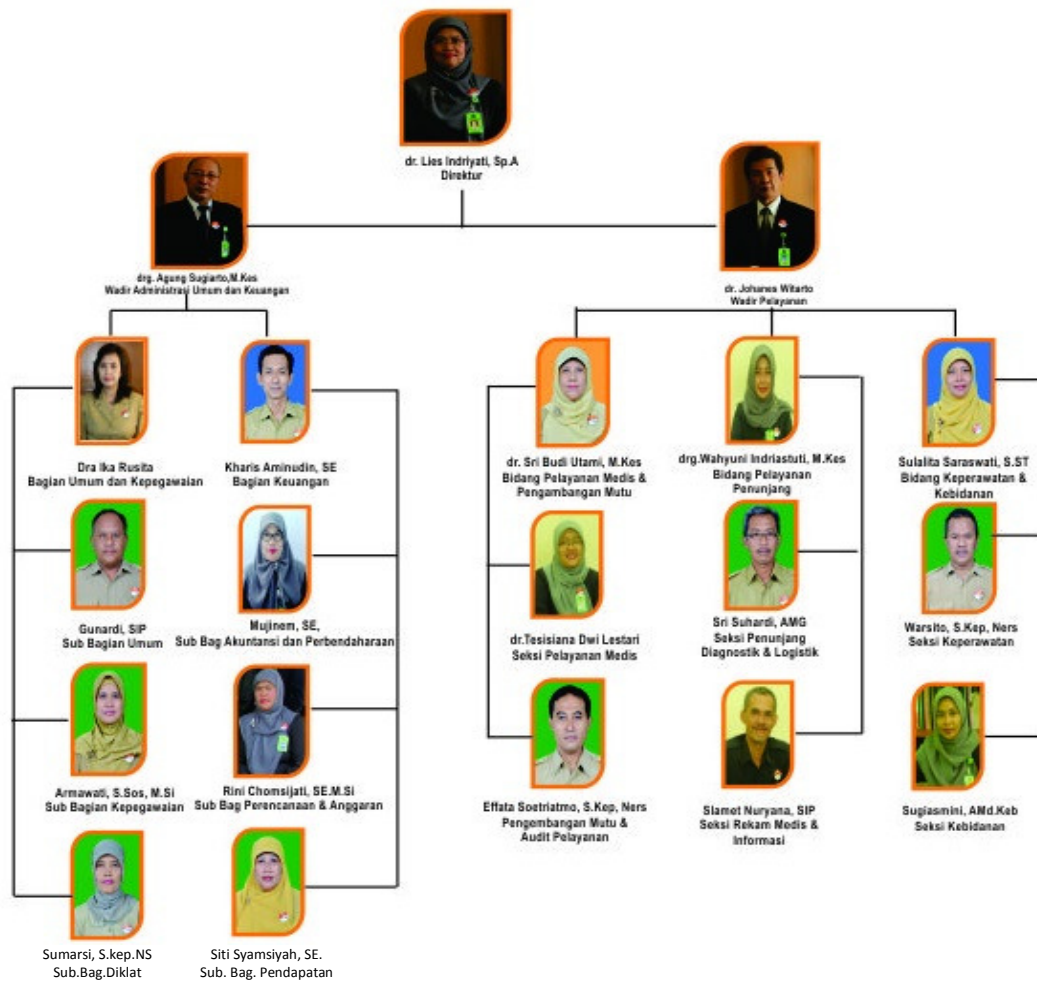 dr. Lies Indriyati, Sp.A
Direktur
drg. Agung Sugiarto,M.Kes
Wadir Administrasi Umum dan Keuangan
dr. Johanes Witarto
Wadir Pelayanan
Dra Ika Rusita
Bagian Umum dan Kepegawaian
Kharis Aminudin, SE
Bagian Keuangan
dr. Sri Budi Utami, M.Kes
Bidang Pelayanan Medis &
Pengambangan Mutu
drg.Wahyuni Indriastuti, M.Kes
Bidang Pelayanan
Penunjang
Sulalita Saraswati, S.ST
Bidang Keperawatan &
Kebidanan
Gunardi, SIP
Sub Bagian Umum
Mujinem, SE,
Sub Bag Akuntansi dan Perbendaharaan
dr.Tesisiana Dwi Lestari
Seksi Pelayanan Medis
Sri Suhardi, AMG
Seksi Penunjang
Diagnostik & Logistik
Warsito, S.Kep, Ners
Seksi Keperawatan
Armawati, S.Sos, M.Si
Sub Bagian Kepegawaian
Rini Chomsijati, SE.M.Si
Sub Bag Perencanaan & Anggaran
Effata Soetriatmo, S.Kep, Ners
Pengembangan Mutu &
Audit Pelayanan
Slamet Nuryana, SIP
Seksi Rekam Medis &
Informasi
Sugiasmini, AMd.Keb
Seksi Kebidanan
Sumarsi, S.kep.NS
Sub.Bag.Diklat
Siti Syamsiyah, SE.
Sub. Bag. Pendapatan